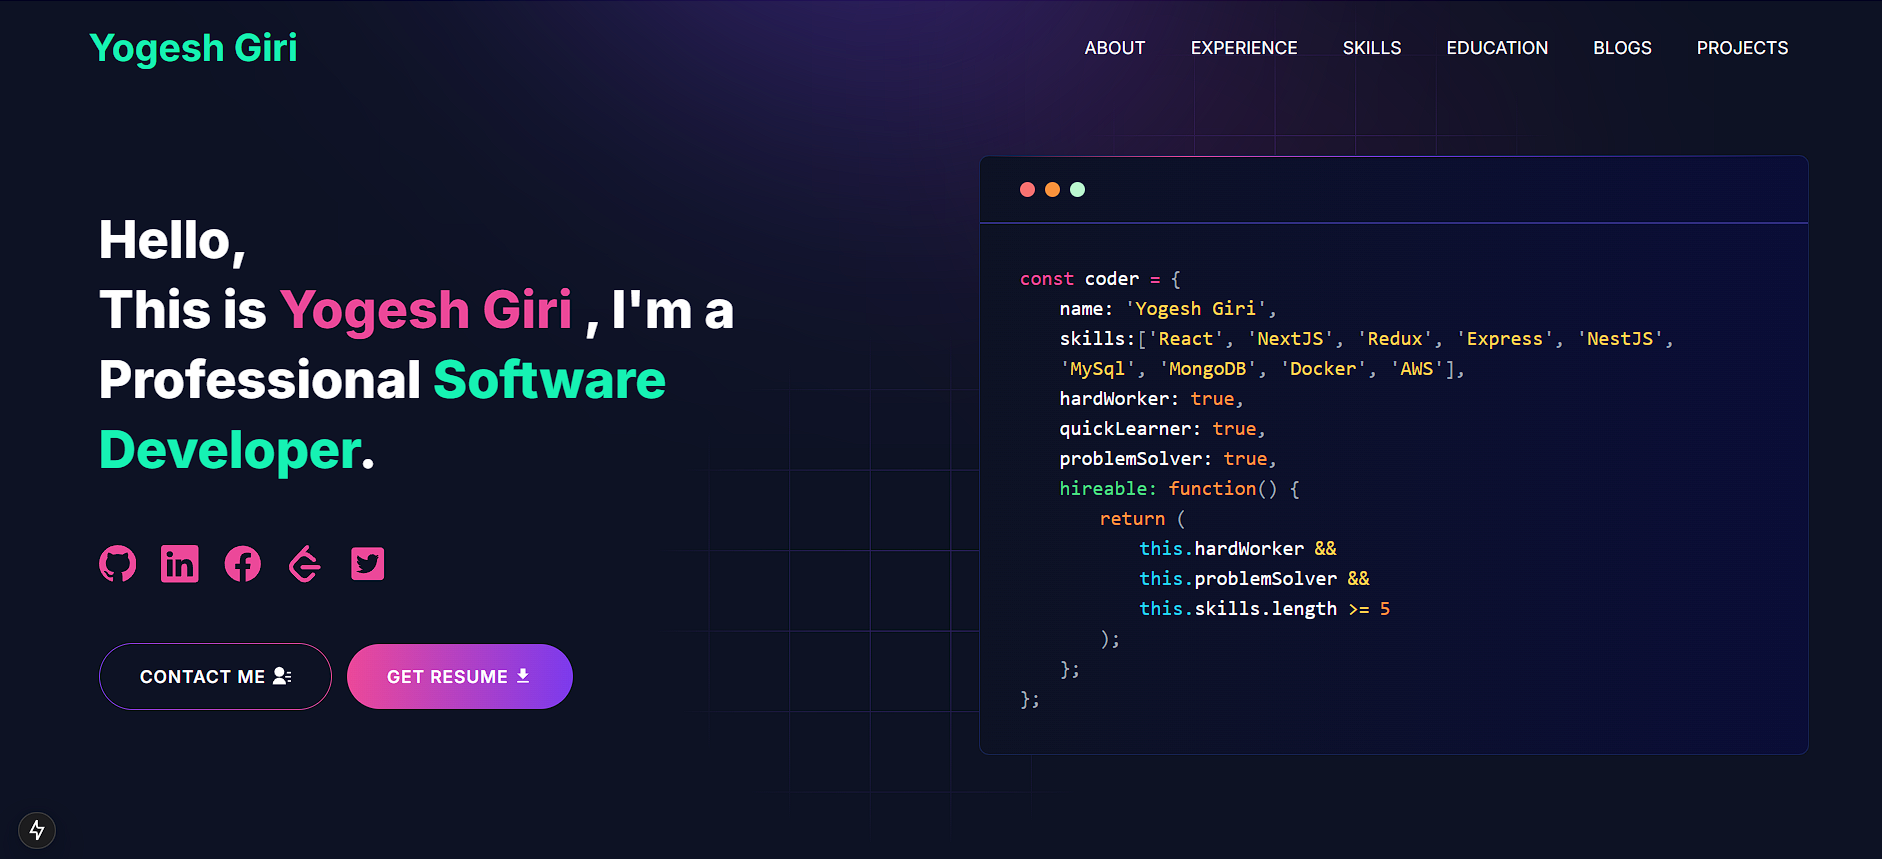 Yogesh Giri
ABOUT EXPERIENCE SKILLS EDUCATION BLOGS PROJECTS
Hello,
This is Yogesh Giri , I'm a
Professional Software
Developer.
CONTACT ME
GET RESUME
const coder = {
name: 'Yogesh Giri',
skills:['React', 'NextJS', 'Redux', 'Express', 'NestJS',
'MySql', 'MongoDB', 'Docker', 'AWS'],
hardWorker: true,
quickLearner: true,
problemSolver: true,
hireable: function() {
return (
this.hardWorker &&
this.problemSolver &&
this.skills.length >= 5
);
};
};